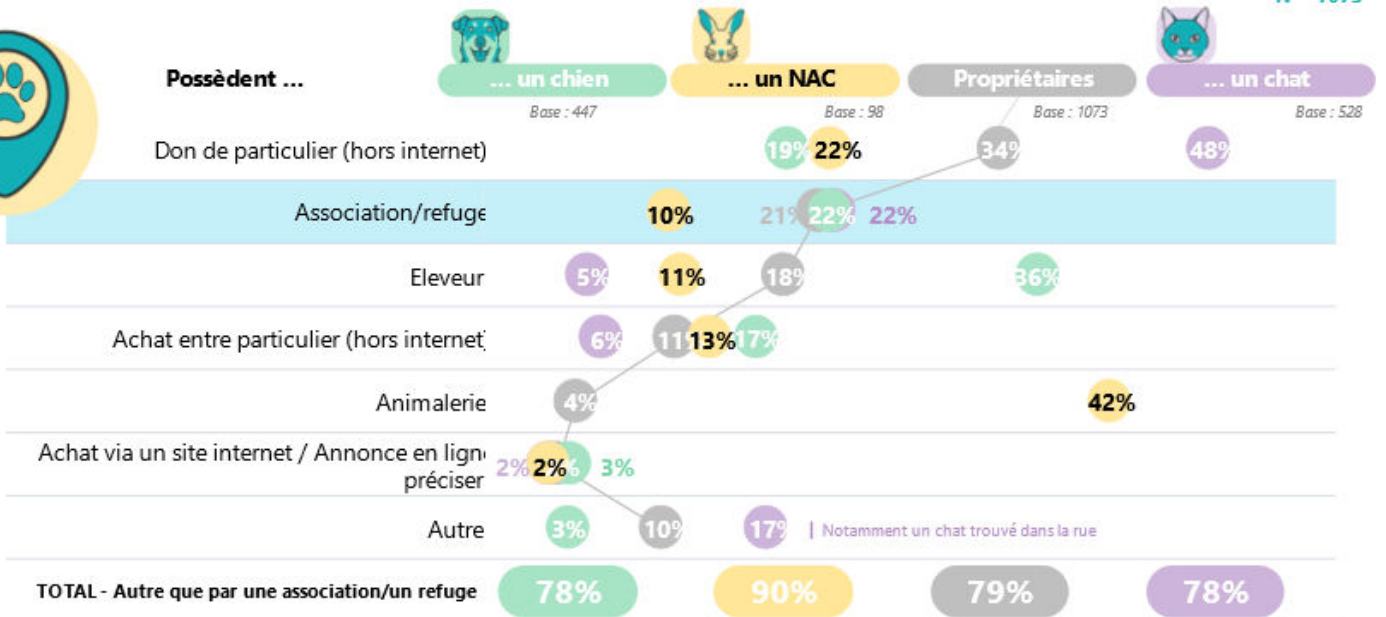 Possèdent ...
... un chien
... un NAC
Propriétaires
... un chat
Base : 447
Base : 98
Base : 1073
Base : 528
Don de particulier (hors internet)
19% 22% 34% 48%
Association/refuge
10% 21% 22% 22%
Eleveur
5% 11% 18% 36%
Achat entre particulier (hors internet)
6% 11% 13% 17%
Animalerie
4% 42%
Achat via un site internet / Annonce en ligne
préciser
2% 2% 3%
Autre
3% 10% 17% | Notamment un chat trouvé dans la rue
TOTAL - Autre que par une association/un refuge
78% 90% 79% 78%